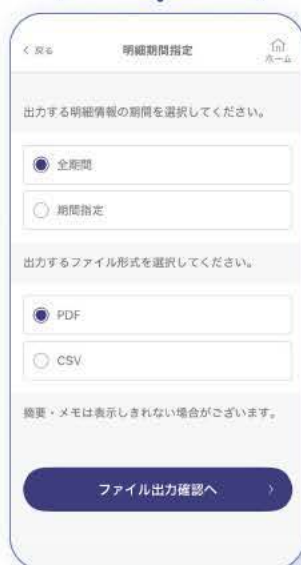 < 戻る 明細期間指定 ホーム
出力する明細情報の期間を選択してください。
全期間
期間指定
出力するファイル形式を選択してください。
PDF
CSV
摘要・メモは表示しきれない場合がございます。
ファイル出力確認へ >